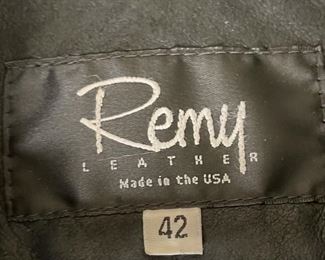 Remy
LEATHER
Made in the USA
42